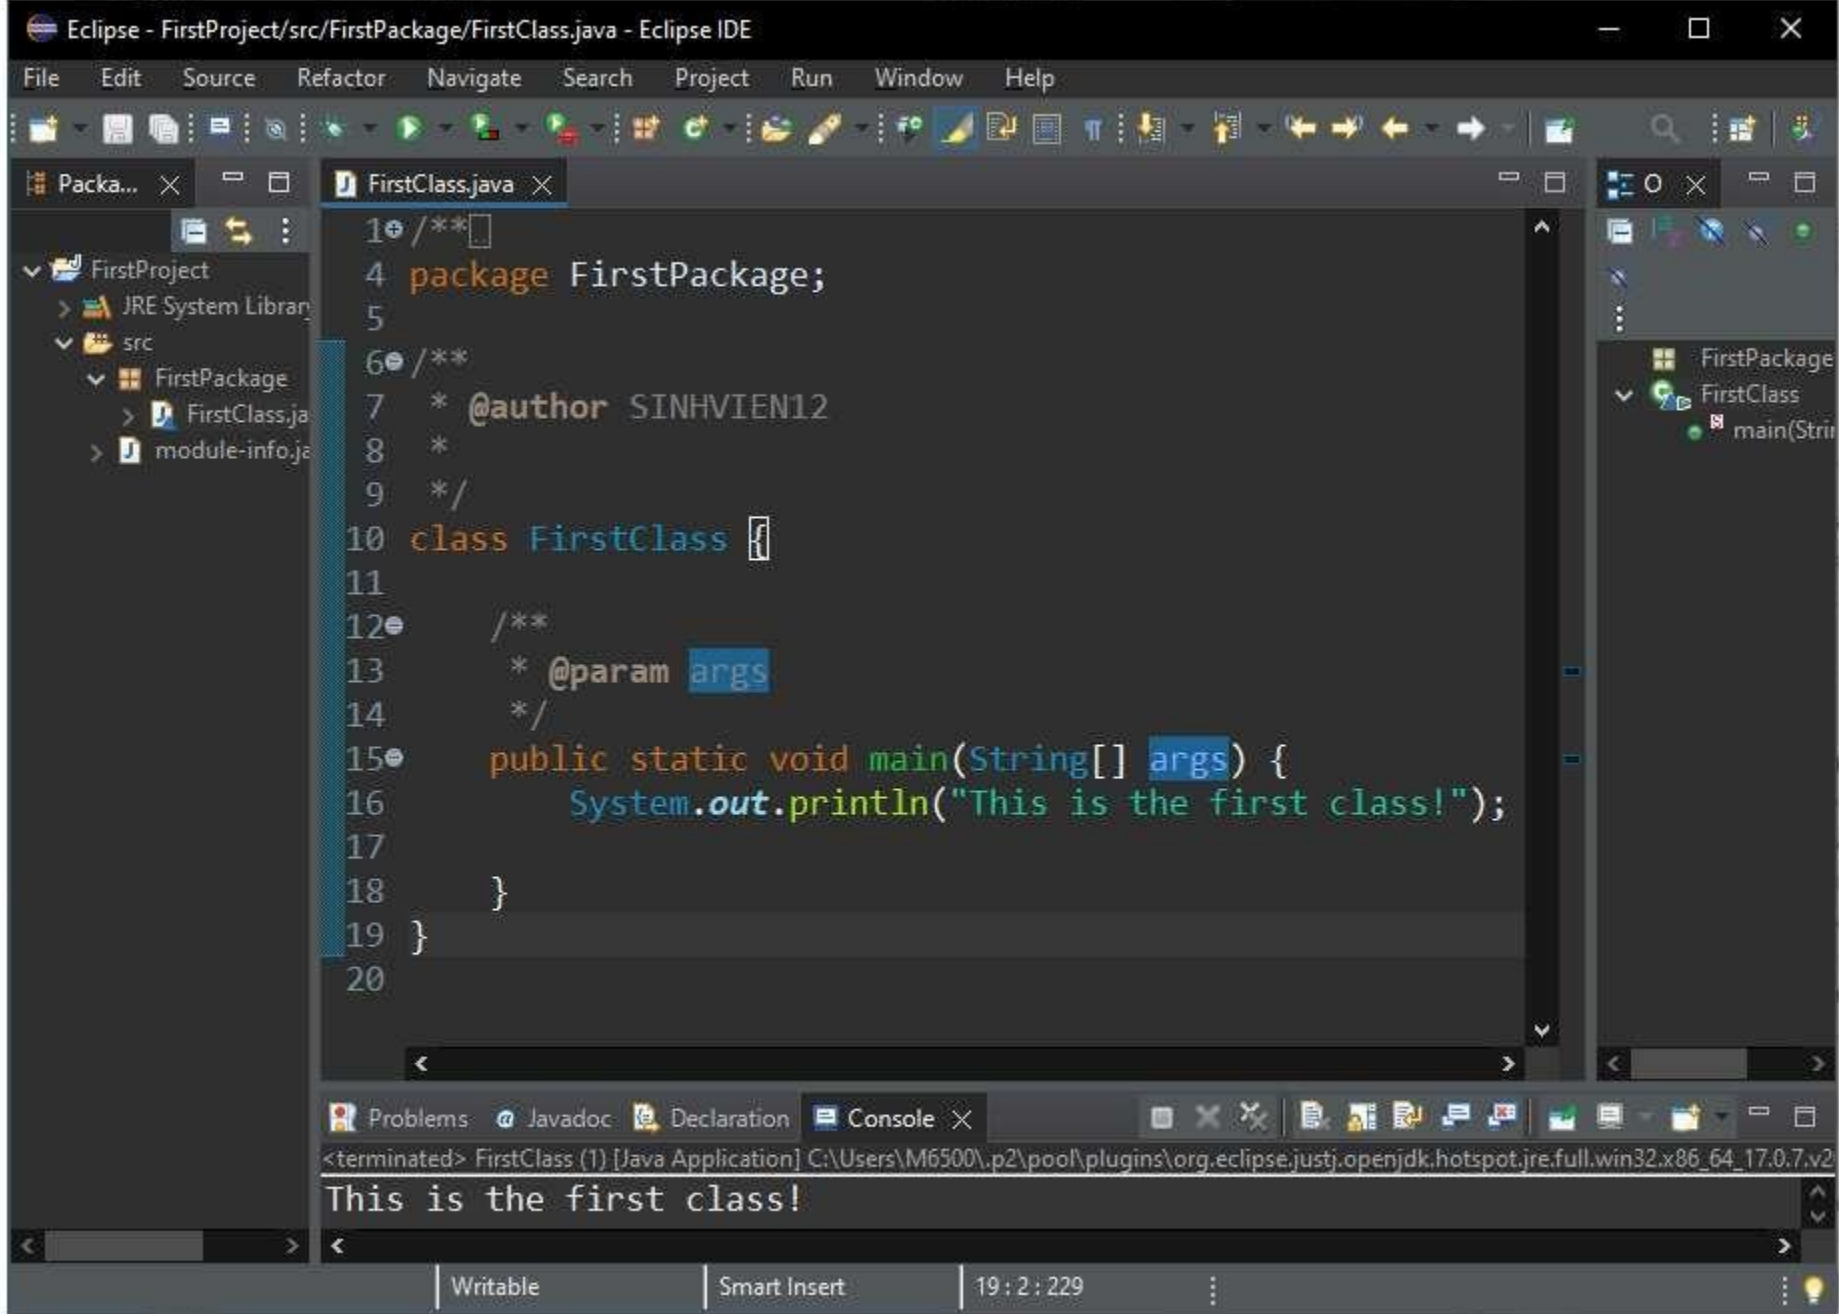 Eclipse - FirstProject/src/FirstPackage/FirstClass.java - Eclipse IDE
File Edit Source Refactor Navigate Search Project Run Window Help
Packa...
FirstProject
JRE System Librar
src
FirstPackage
FirstClass.ja
module-info.ja
FirstClass.java
1 /**
4 package FirstPackage;
5
6 /**
7 * @author SINHVIEN12
8 *
9 */
10 class FirstClass {
11
12 /**
13 * @param args
14 */
15 public static void main(String[] args) {
16 System.out.println("This is the first class!");
17
18 }
19 }
20
O
FirstPackage
FirstClass
main(Strin
Problems Javadoc Declaration Console
<terminated> FirstClass (1) [Java Application] C:\Users\M6500\.p2\pool\plugins\org.eclipse.justj.openjdk.hotspot.jre.full.win32.x86_64_17.0.7.v2
This is the first class!
Writable Smart Insert 19 : 2 : 229